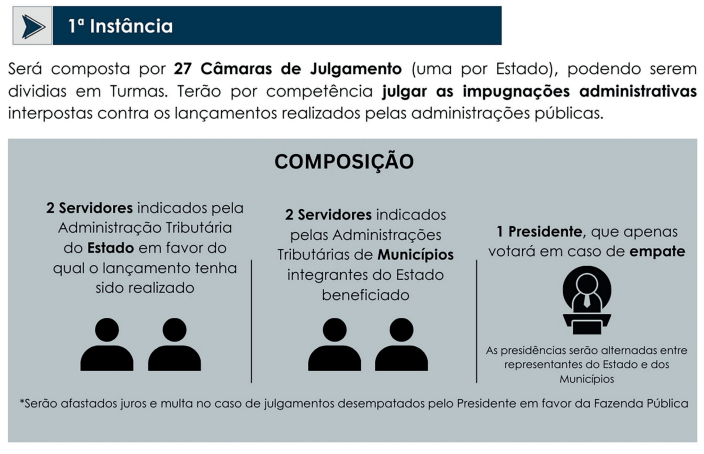 1ª Instância
Será composta por 27 Câmaras de Julgamento (uma por Estado), podendo serem
dividias em Turmas. Terão por competência julgar as impugnações administrativas
interpostas contra os lançamentos realizados pelas administrações públicas.
COMPOSIÇÃO
2 Servidores indicados pela
Administração Tributária
do Estado em favor do
qual o lançamento tenha
sido realizado
2 Servidores indicados
pelas Administrações
Tributárias de Municípios
integrantes do Estado
beneficiado
1 Presidente, que apenas
votará em caso de empate
As presidências serão alternadas entre
representantes do Estado e dos
Municípios
*Serão afastados juros e multa no caso de julgamentos desempatados pelo Presidente em favor da Fazenda Pública